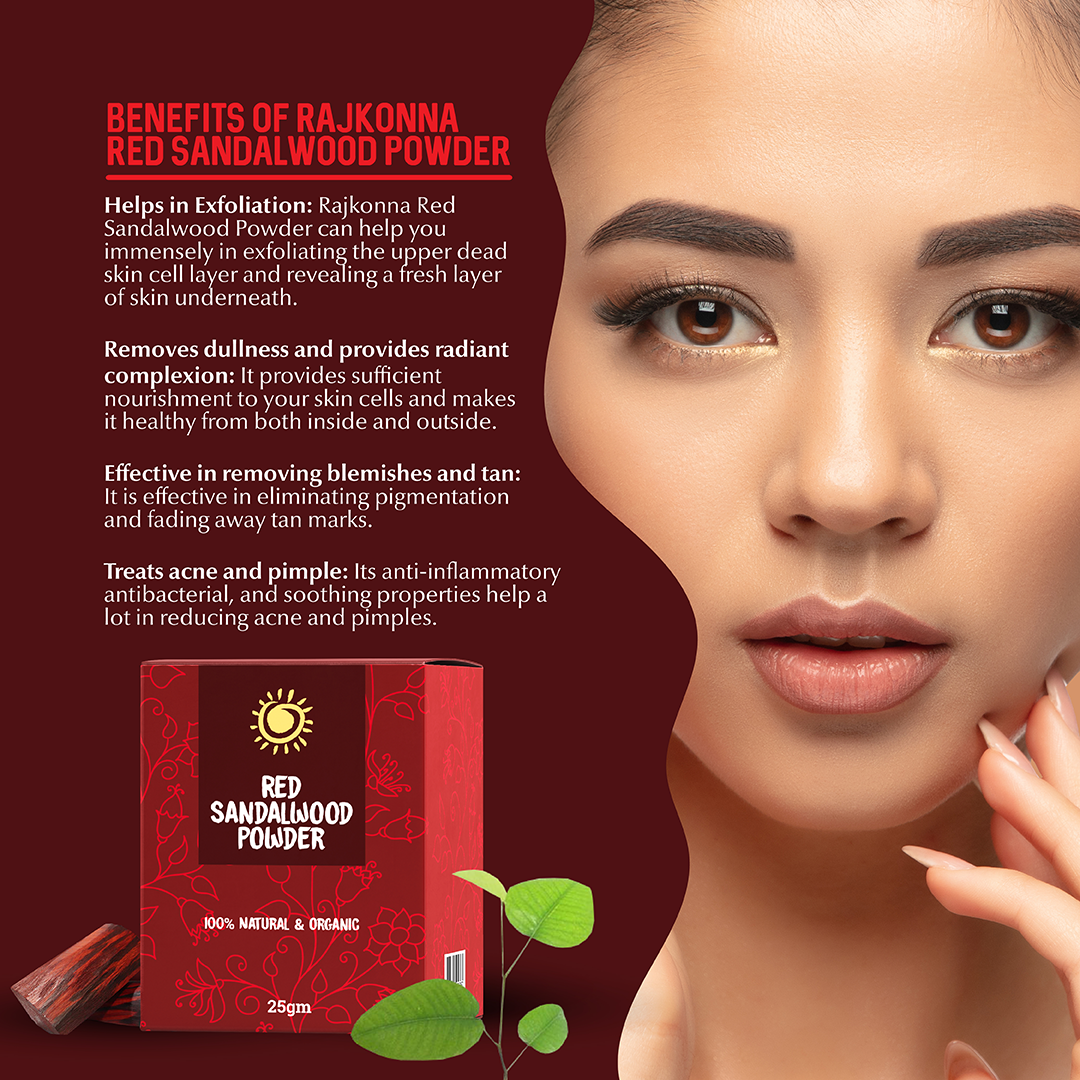 BENEFITS OF RAJKONNA
RED SANDALWOOD POWDER
Helps in Exfoliation: Rajkonna Red
Sandalwood Powder can help you
immensely in exfoliating the upper dead
skin cell layer and revealing a fresh layer
of skin underneath.
Removes dullness and provides radiant
complexion: It provides sufficient
nourishment to your skin cells and makes
it healthy from both inside and outside.
Effective in removing blemishes and tan:
It is effective in eliminating pigmentation
and fading away tan marks.
Treats acne and pimple: Its anti-inflammatory
antibacterial, and soothing properties help a
lot in reducing acne and pimples.
RED
SANDALWOOD
POWDER
100% NATURAL & ORGANIC
25gm